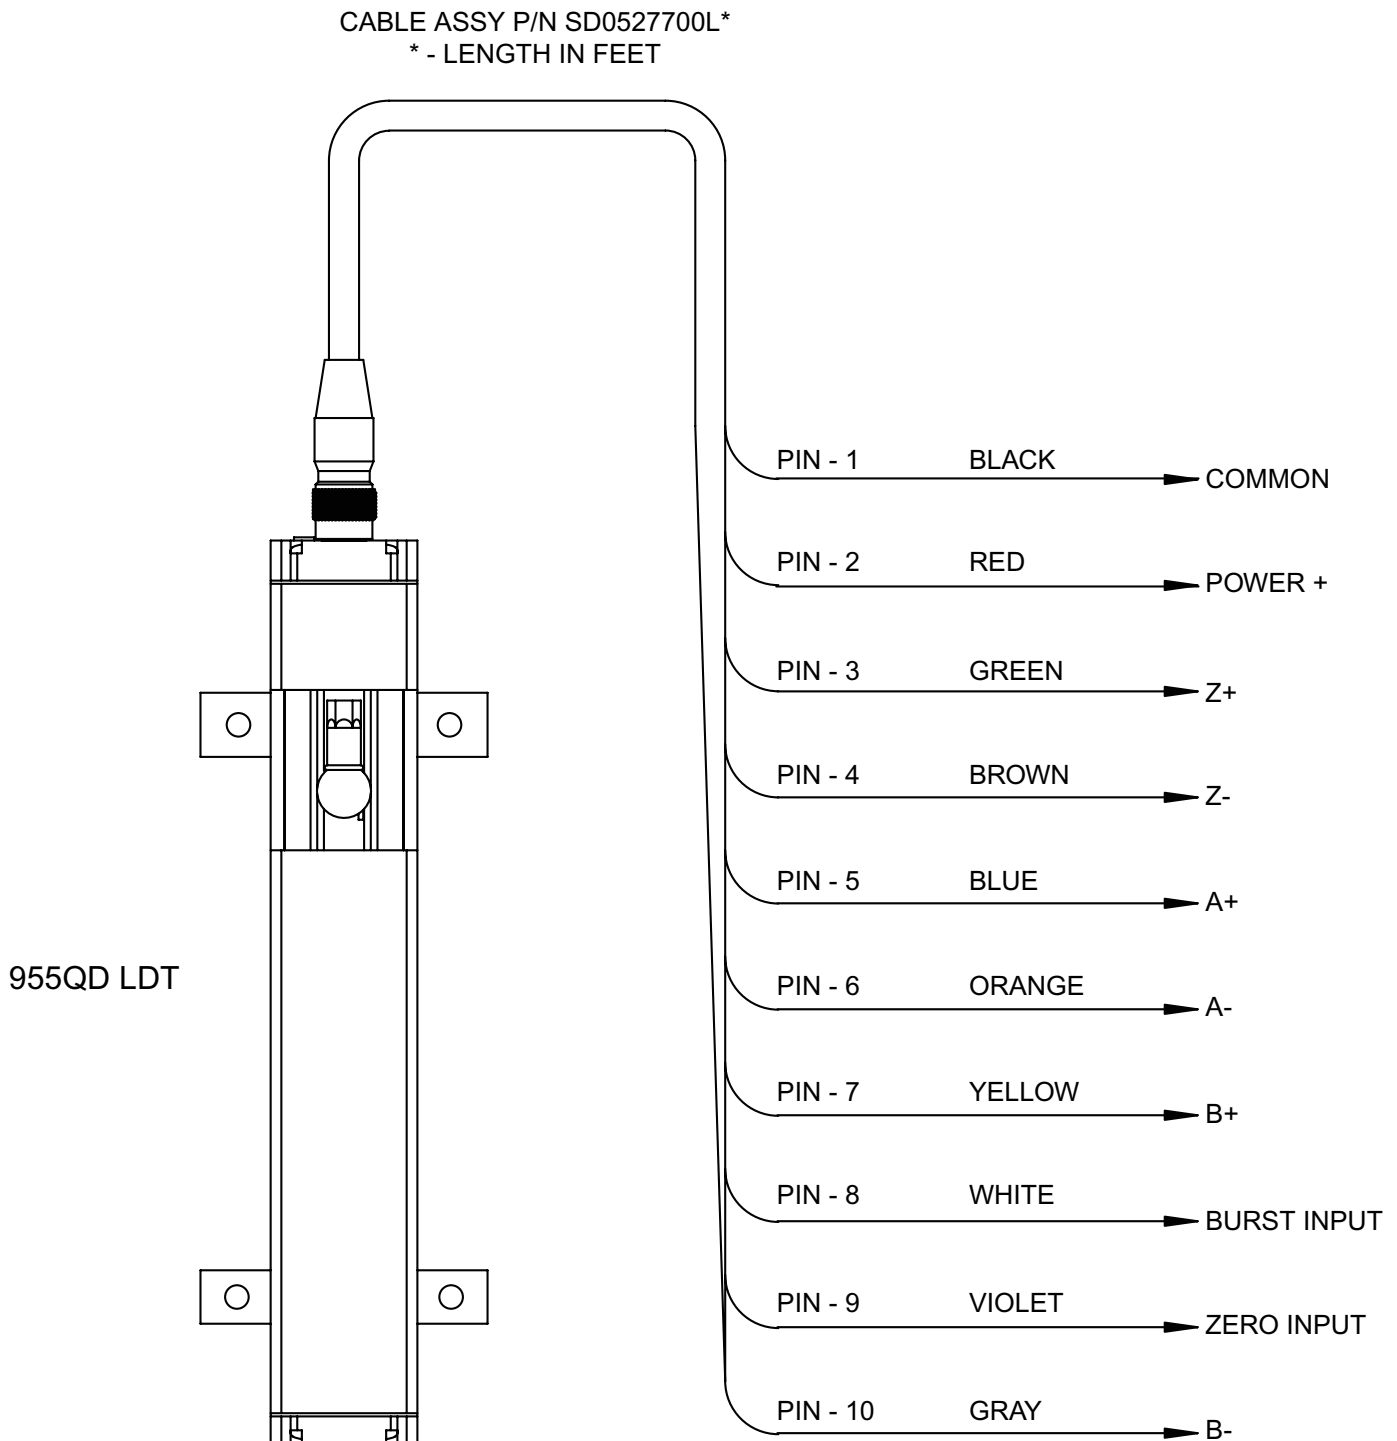 CABLE ASSY P/N SD0527700L*
* - LENGTH IN FEET
PIN - 1 BLACK COMMON
PIN - 2 RED POWER +
PIN - 3 GREEN Z+
PIN - 4 BROWN Z-
PIN - 5 BLUE A+
955QD LDT
PIN - 6 ORANGE A-
PIN - 7 YELLOW B+
PIN - 8 WHITE BURST INPUT
PIN - 9 VIOLET ZERO INPUT
PIN - 10 GRAY B-